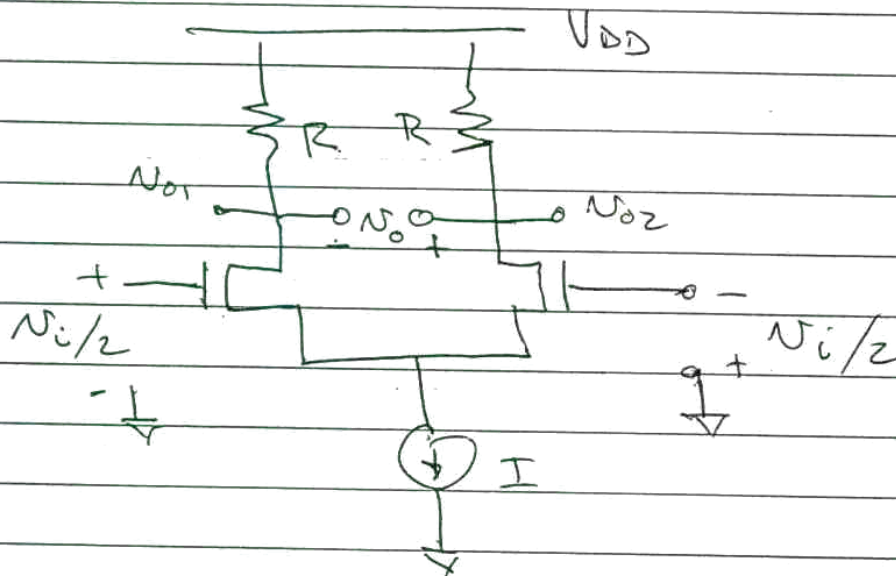 VDD
R R
vo1 vo vo2
- +
+ -
vi/2 vi/2
- +
I